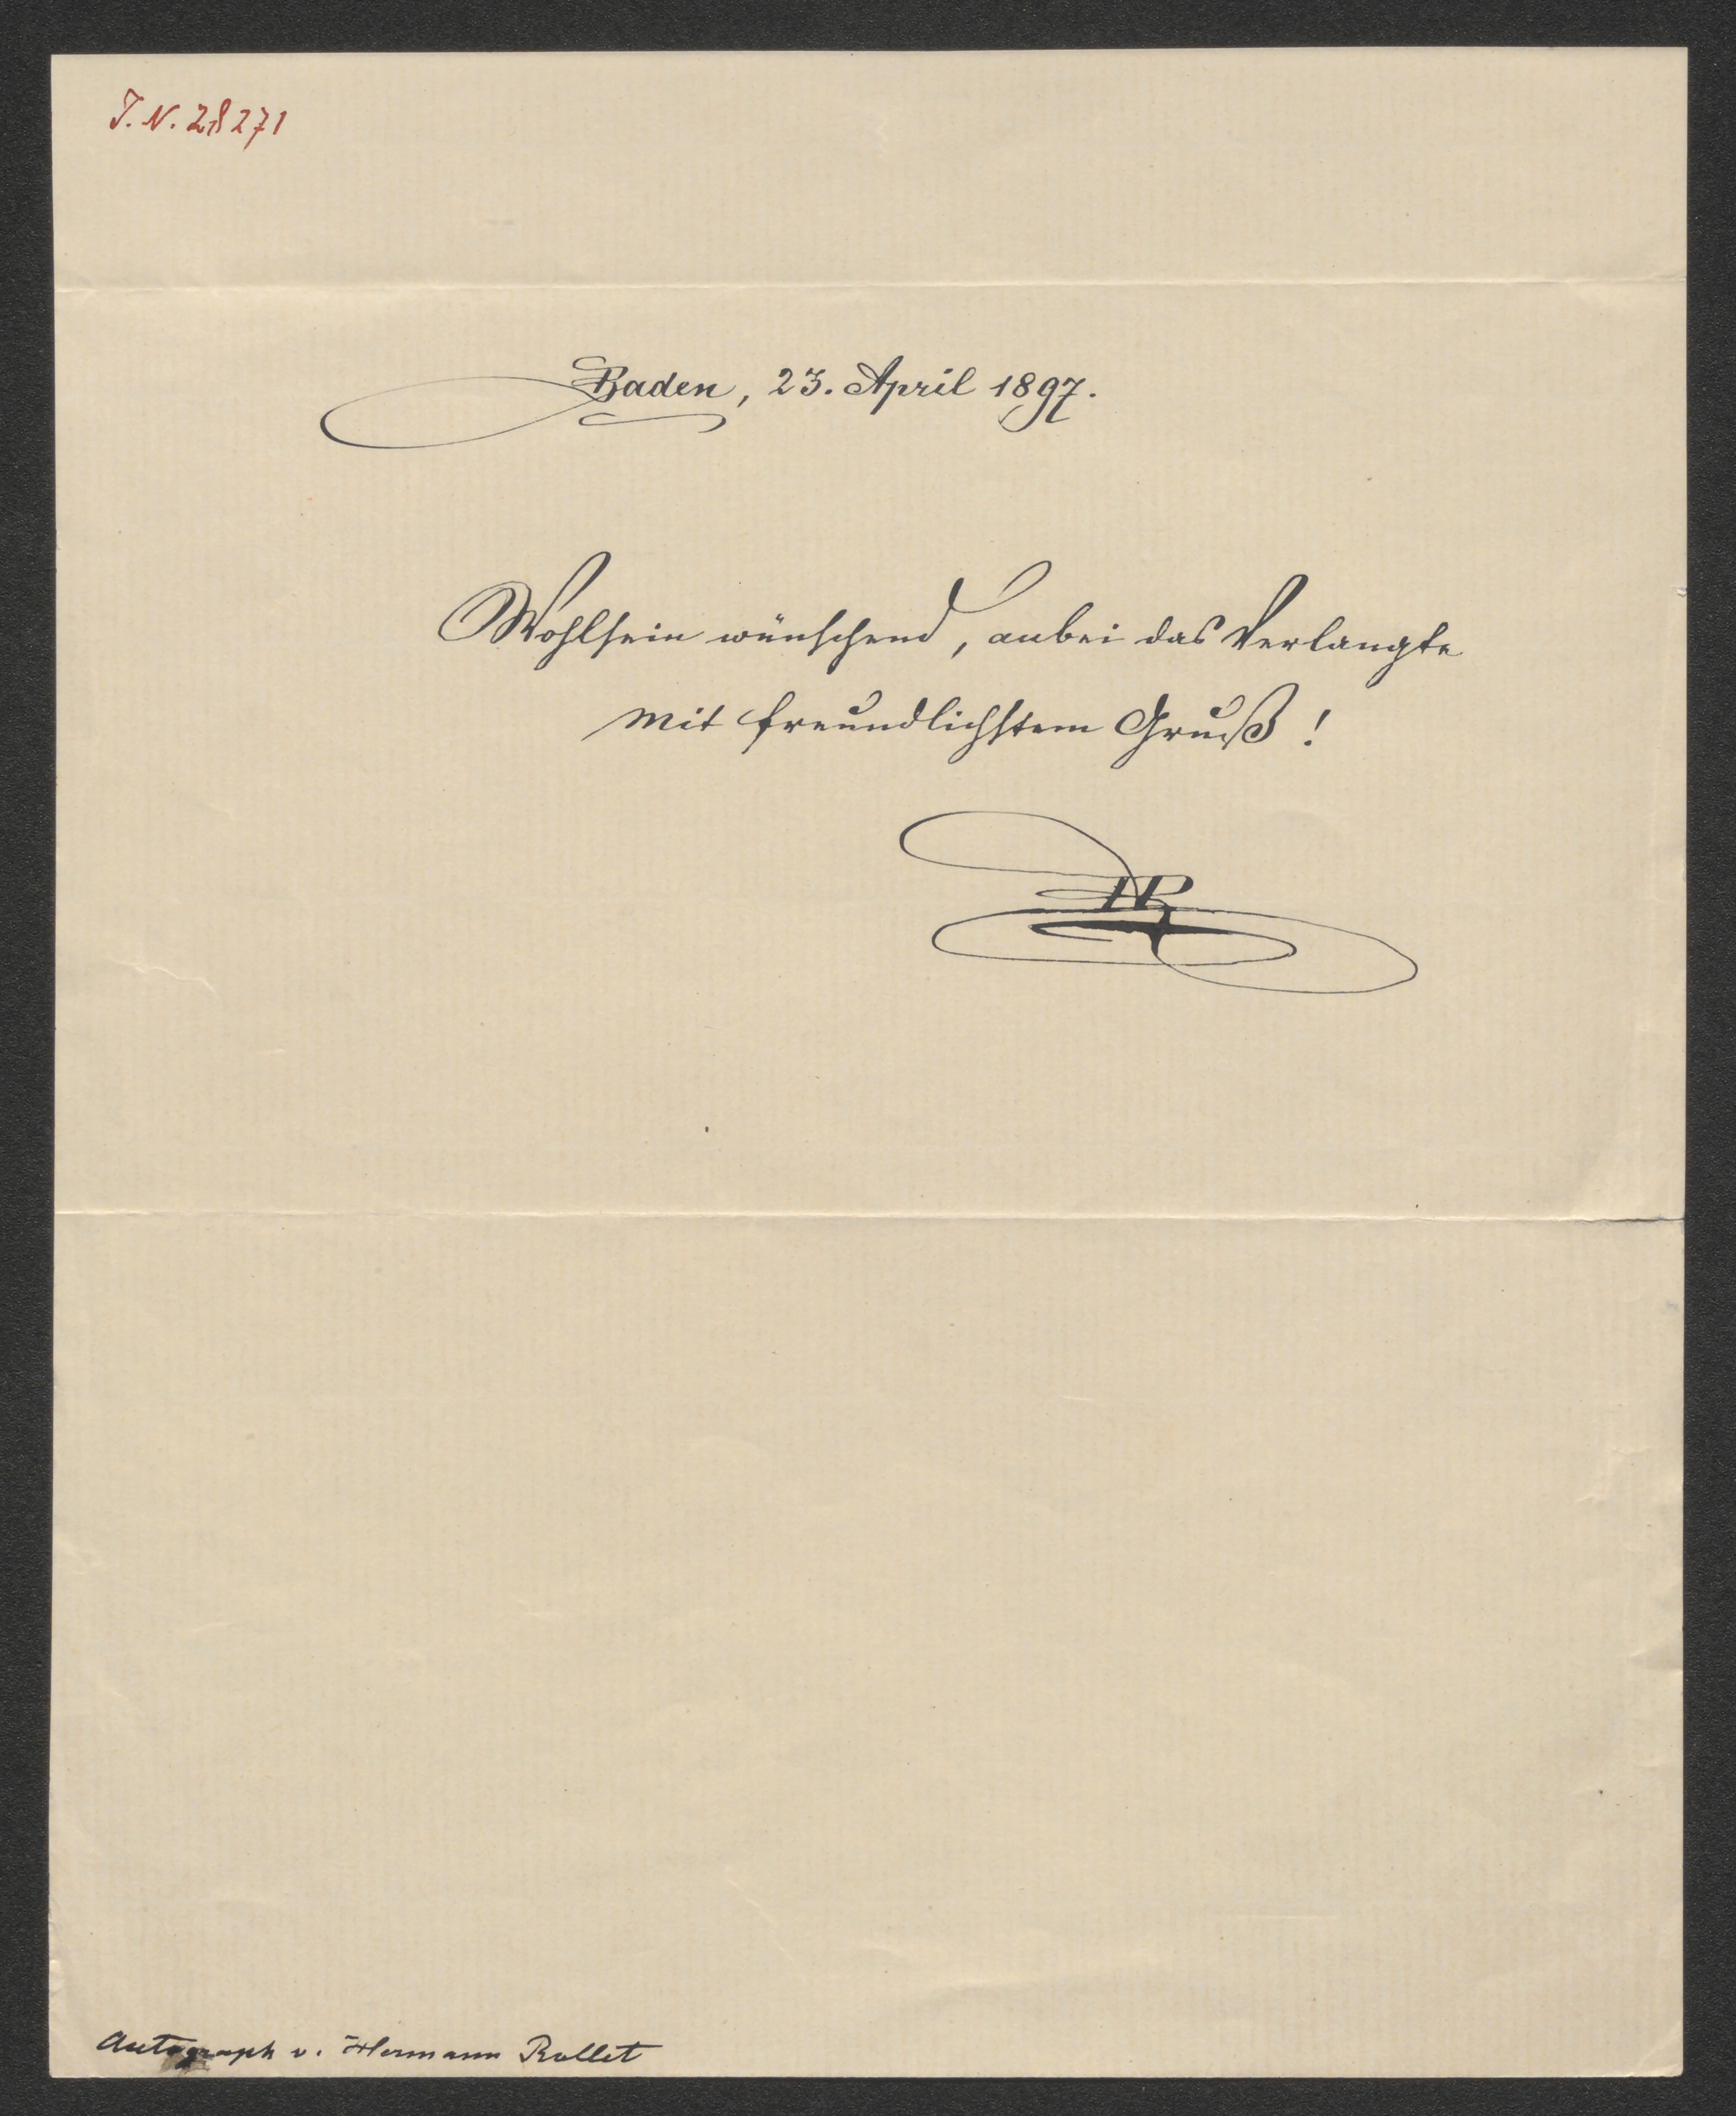 I. N. 28271
Baden, 23. April 1897.
Wohlsein wünschend, anbei das Verlangte
mit freundlichstem Gruß!
HR
Autograph v. Hermann Rollet